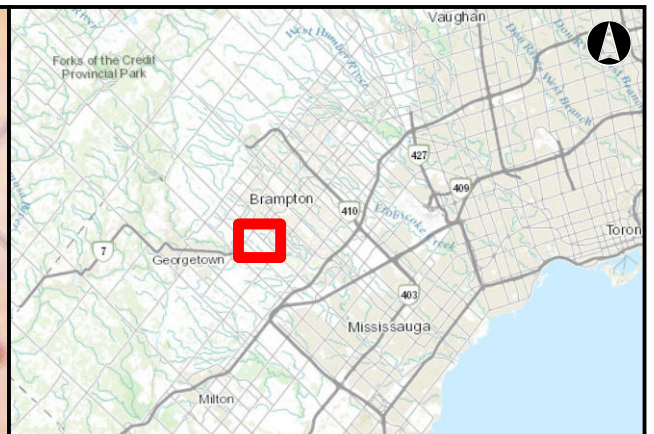 Vaughan
Forks of the Credit
Provincial Park
West Humber River
Don River West Branch
427
409
Brampton
410
Etobicoke Creek
7
Georgetown
Toron
403
Mississauga
Milton